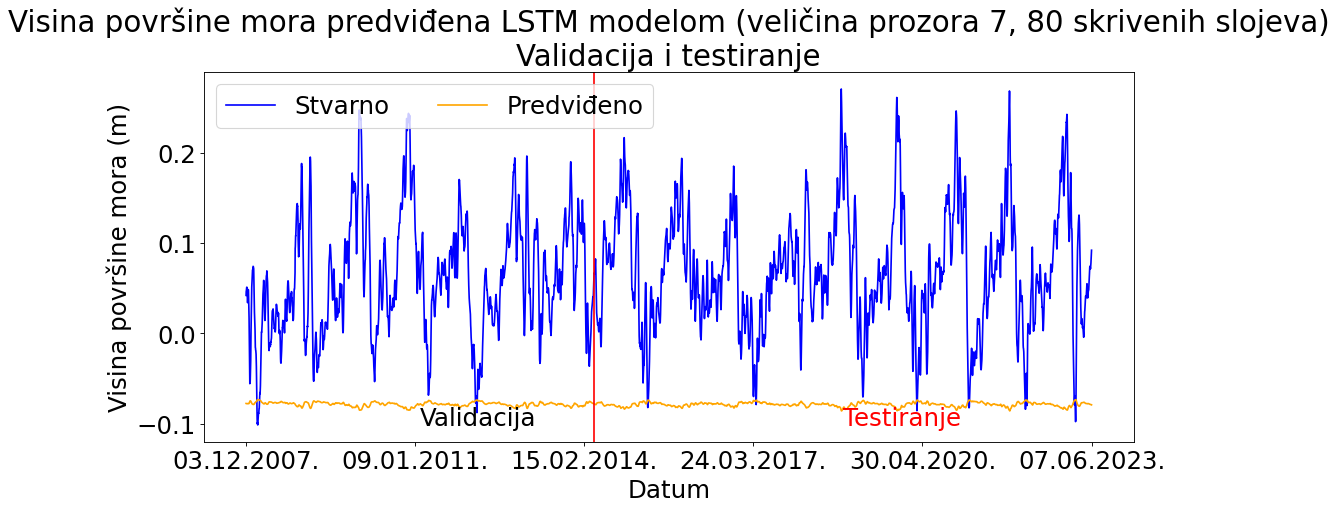 Visina površine mora predviđena LSTM modelom (veličina prozora 7, 80 skrivenih slojeva)
Validacija i testiranje
Stvarno Predviđeno
Visina površine mora (m)
0.2
0.1
0.0
−0.1
Validacija Testiranje
03.12.2007. 09.01.2011. 15.02.2014. 24.03.2017. 30.04.2020. 07.06.2023.
Datum